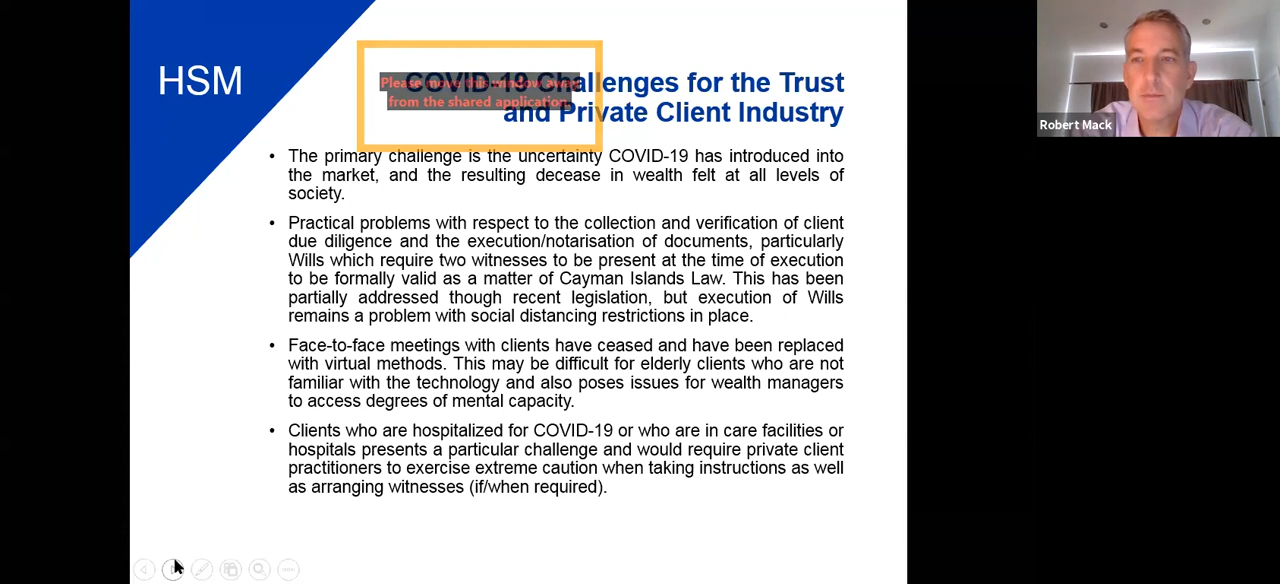 HSM
Please move this window away
from the shared application.
COVID-19 Challenges for the Trust
and Private Client Industry
Robert Mack
• The primary challenge is the uncertainty COVID-19 has introduced into
the market, and the resulting decease in wealth felt at all levels of
society.
• Practical problems with respect to the collection and verification of client
due diligence and the execution/notarisation of documents, particularly
Wills which require two witnesses to be present at the time of execution
to be formally valid as a matter of Cayman Islands Law. This has been
partially addressed though recent legislation, but execution of Wills
remains a problem with social distancing restrictions in place.
• Face-to-face meetings with clients have ceased and have been replaced
with virtual methods. This may be difficult for elderly clients who are not
familiar with the technology and also poses issues for wealth managers
to access degrees of mental capacity.
• Clients who are hospitalized for COVID-19 or who are in care facilities or
hospitals presents a particular challenge and would require private client
practitioners to exercise extreme caution when taking instructions as well
as arranging witnesses (if/when required).